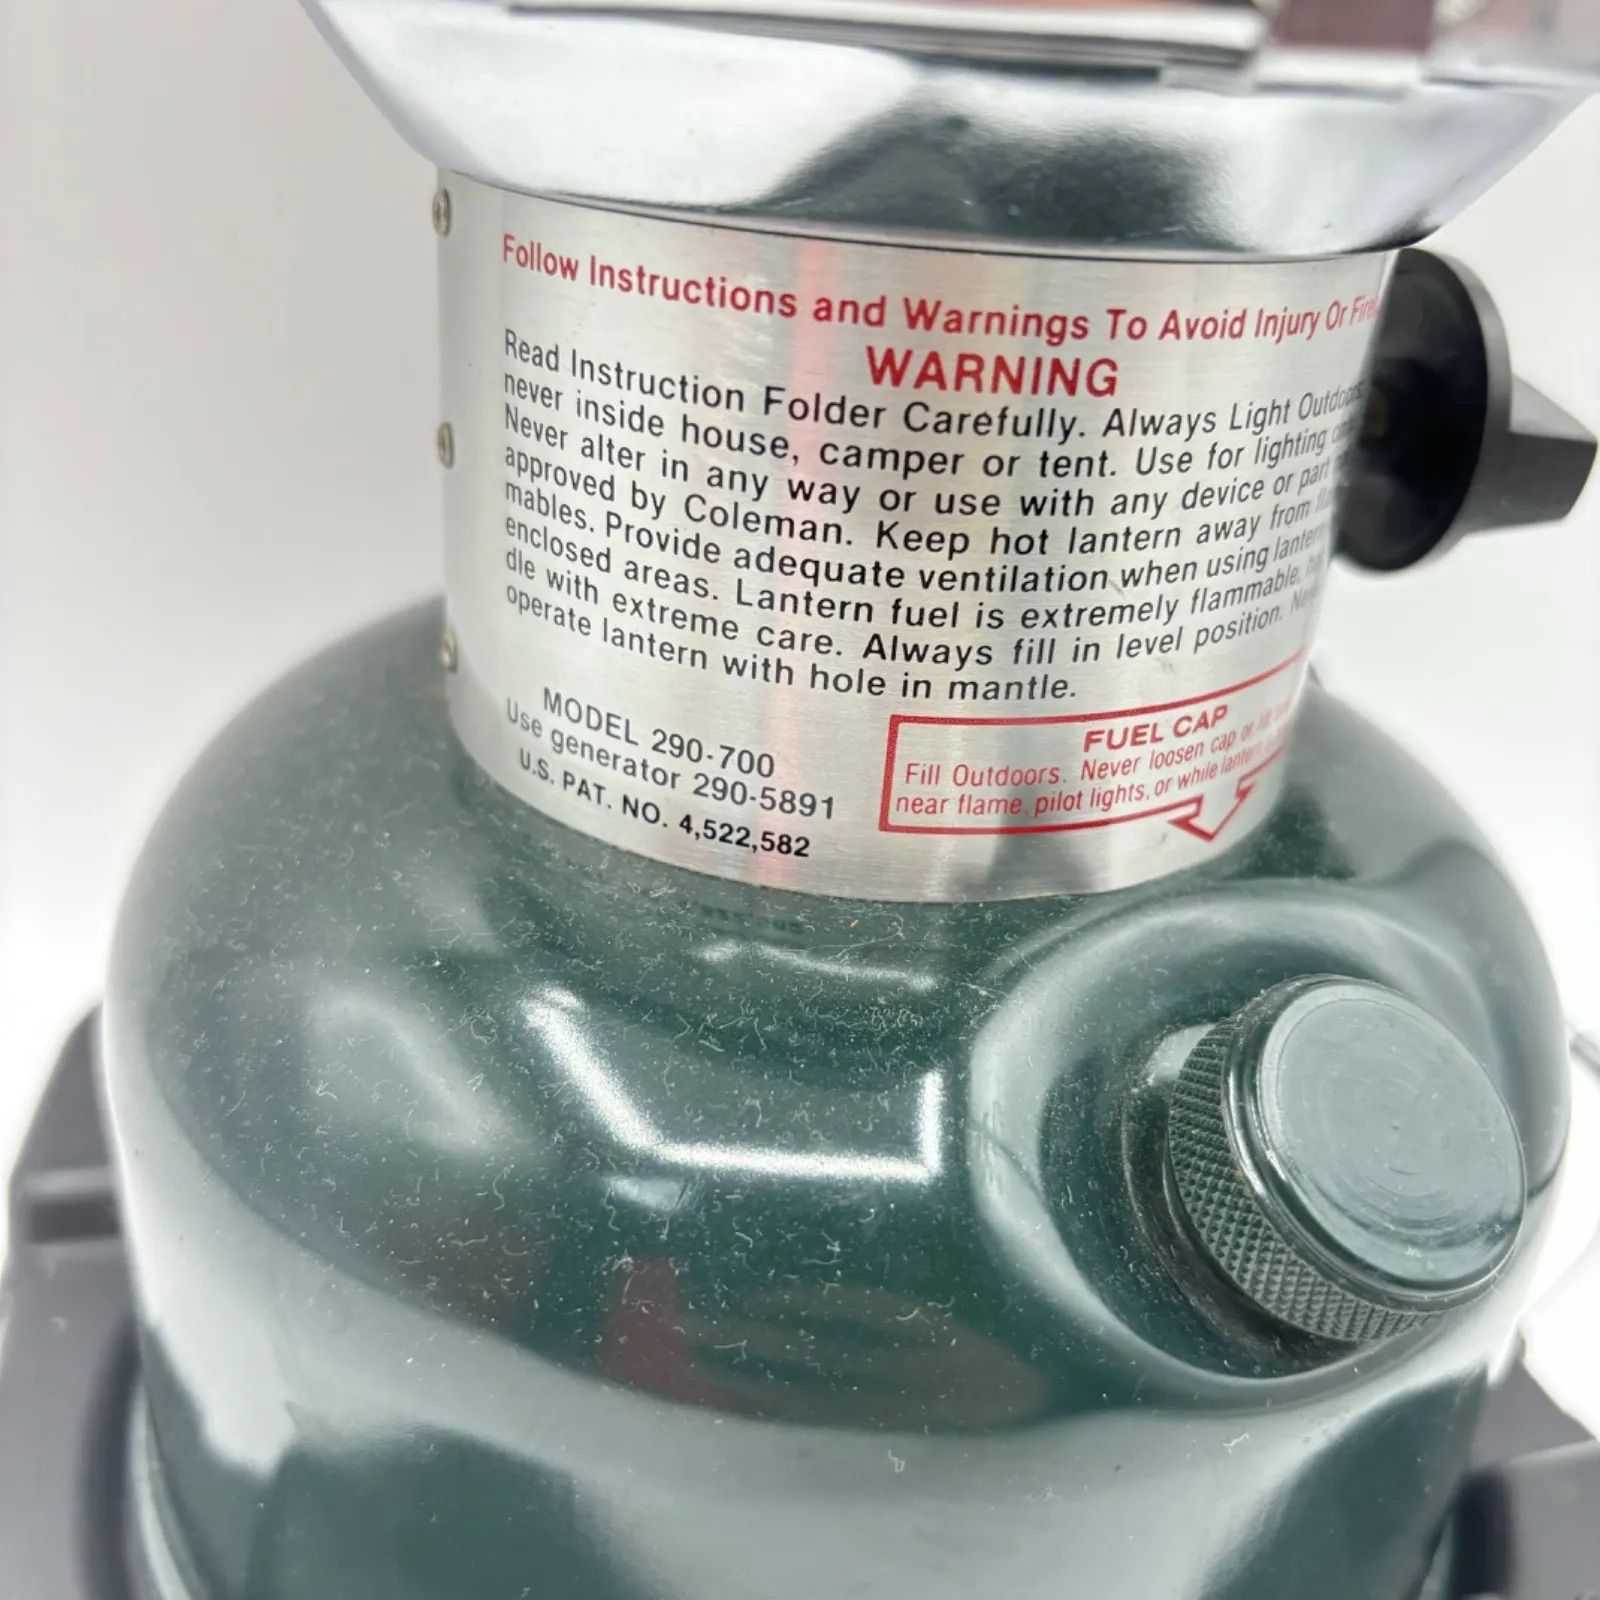 Follow Instructions and Warnings To Avoid Injury Or Fire
WARNING
Read Instruction Folder Carefully. Always Light Outdoors
never inside house, camper or tent. Use for lighting
Never alter in any way or use with any device or part
approved by Coleman. Keep hot lantern away from
mables. Provide adequate ventilation when using lantern
enclosed areas. Lantern fuel is extremely flammable,
dle with extreme care. Always fill in level position.
operate lantern with hole in mantle.
MODEL 290-700
Use generator 290-5891
U.S. PAT. NO. 4,522,582
FUEL CAP
Fill Outdoors. Never loosen cap or
near flame, pilot lights, or while